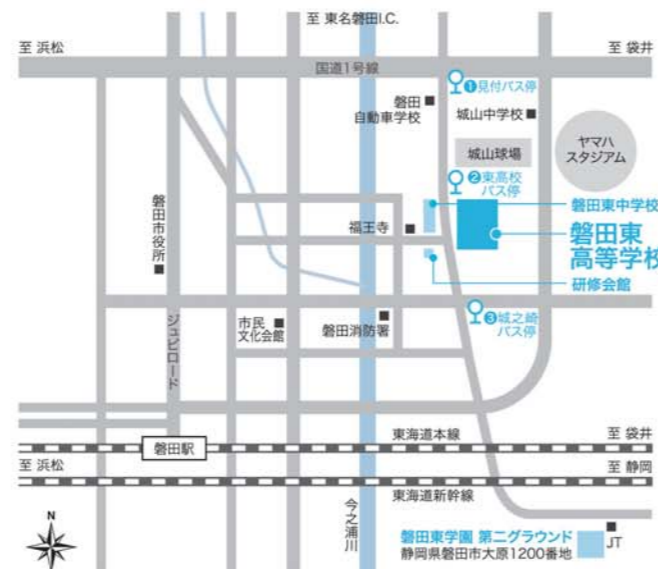 至 東名磐田I.C.
至 浜松
至 袋井
国道1号線
❶見付バス停
磐田
自動車学校
城山中学校
城山球場
ヤマハ
スタジアム
❷東高校
バス停
磐田東中学校
磐田市役所
福王寺
磐田東
高等学校
研修会館
ジュビロード
市民
文化会館
磐田消防署
❸城之崎
バス停
東海道本線
至 袋井
磐田駅
至 浜松
至 静岡
東海道新幹線
今之浦川
N
磐田東学園 第二グラウンド
静岡県磐田市大原1200番地
JT